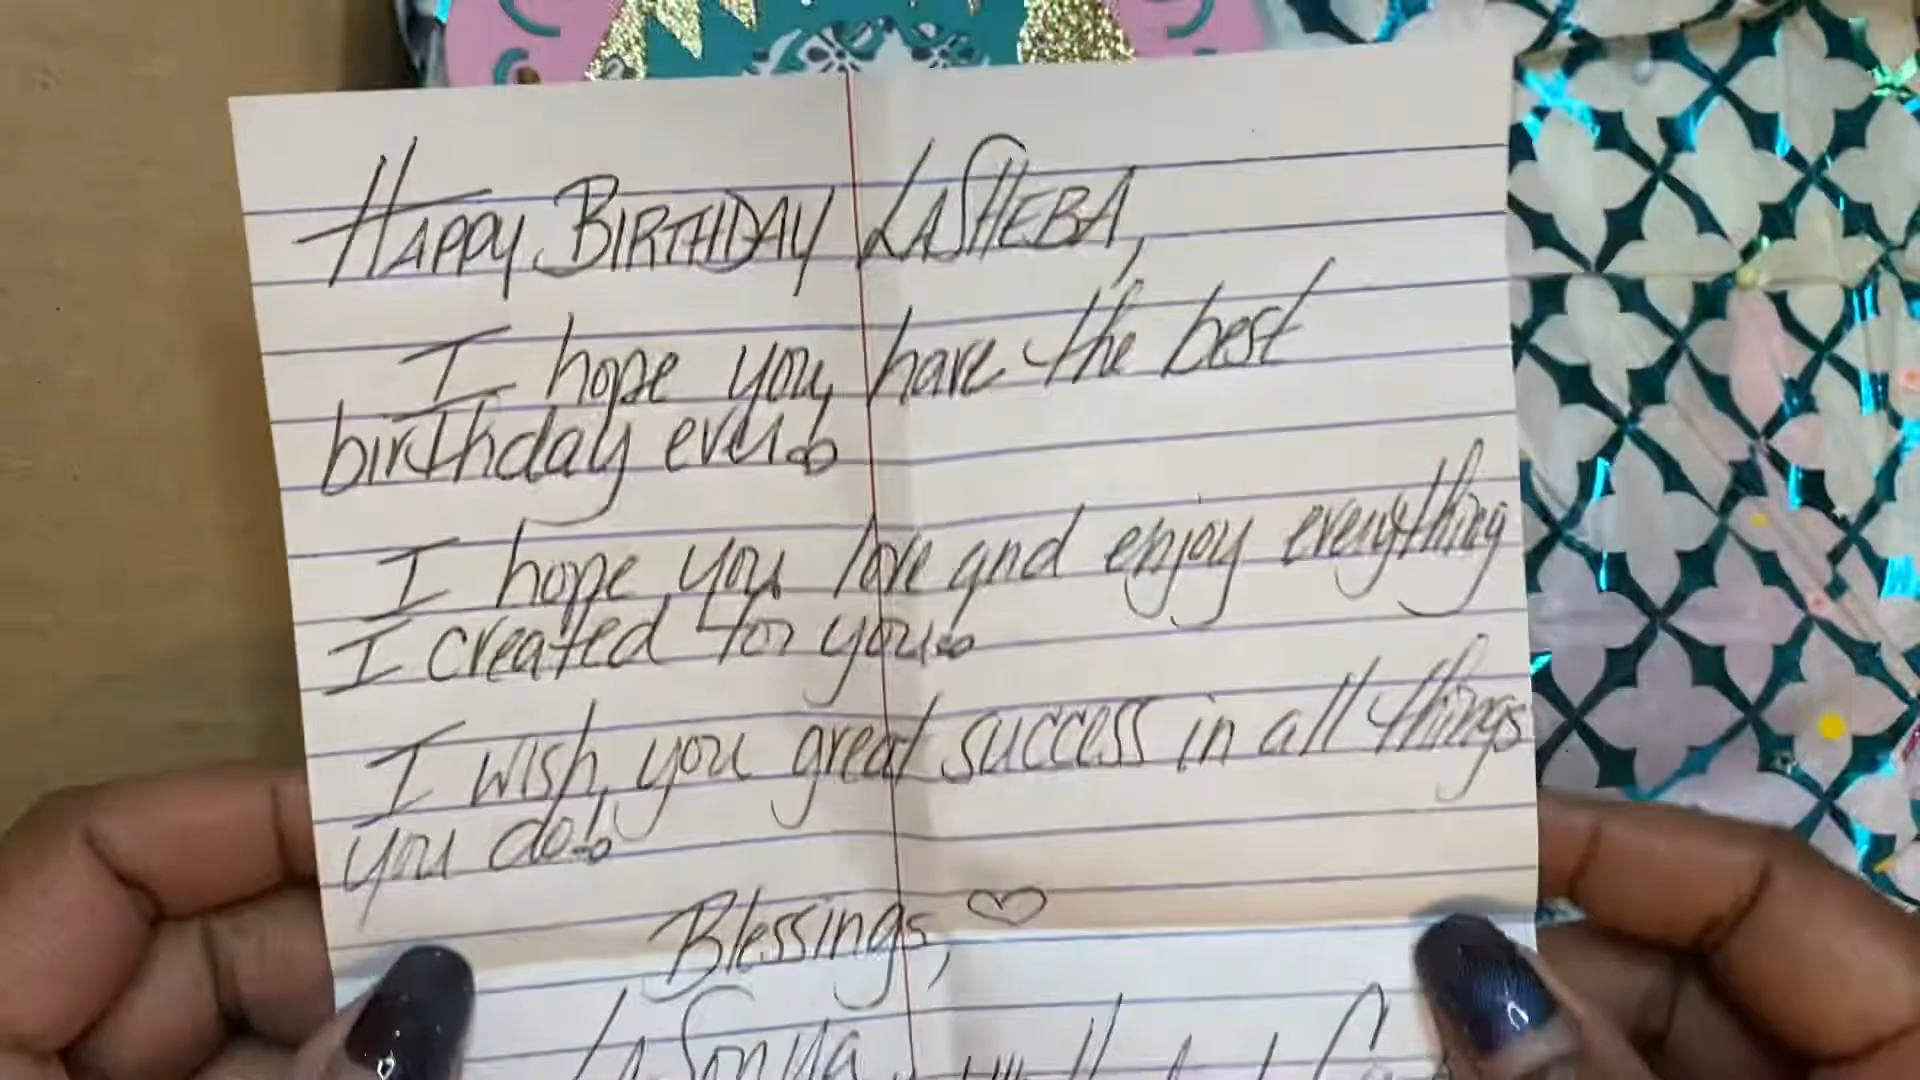 HAPPY BIRTHDAY LASHEBA,
I hope you have the best
birthday ever!
I hope you love and enjoy everything
I created for you!
I wish you great success in all things
you do!
Blessings, ♡
LaSonya